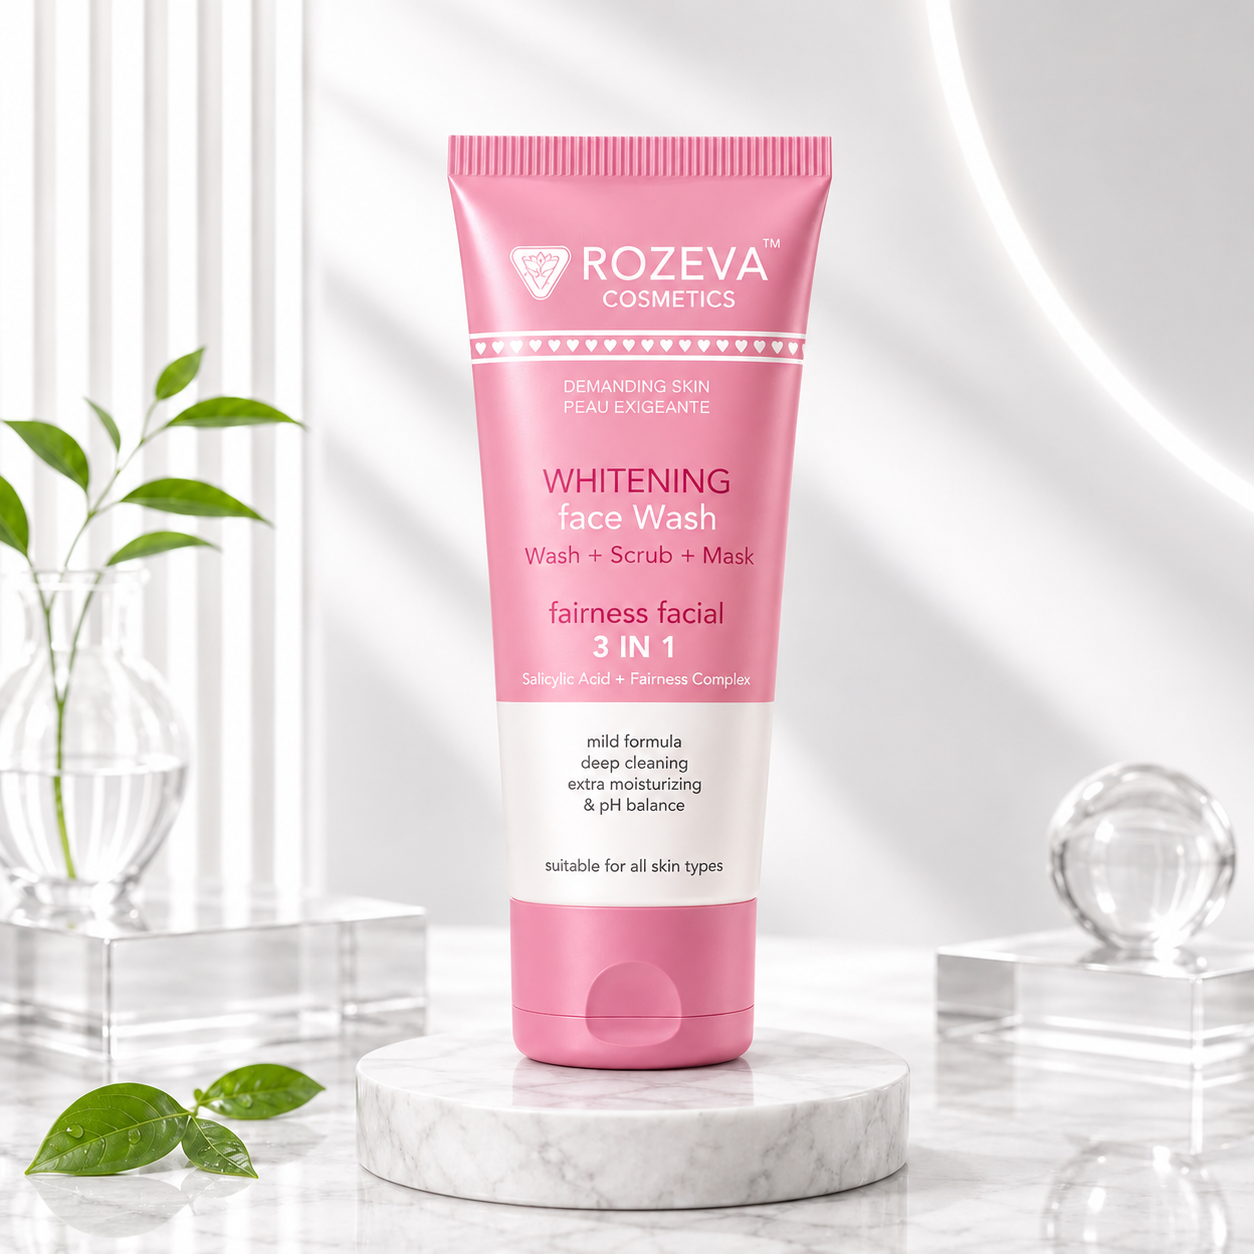 ROZEVA™
COSMETICS
DEMANDING SKIN
PEAU EXIGEANTE
WHITENING
face Wash
Wash + Scrub + Mask
fairness facial
3 IN 1
Salicylic Acid + Fairness Complex
mild formula
deep cleaning
extra moisturizing
& pH balance
suitable for all skin types